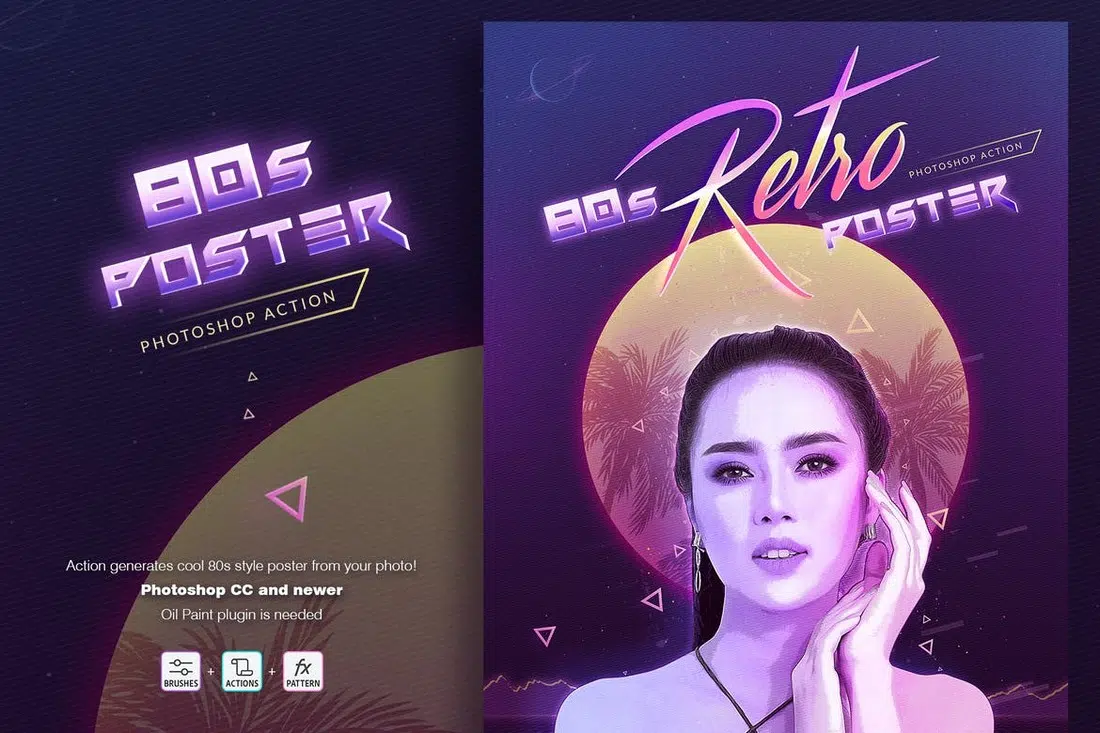 80s
POSTER
PHOTOSHOP ACTION
Action generates cool 80s style poster from your photo!
Photoshop CC and newer
Oil Paint plugin is needed
BRUSHES + ACTIONS + fx PATTERN
Retro
PHOTOSHOP ACTION
80s
POSTER